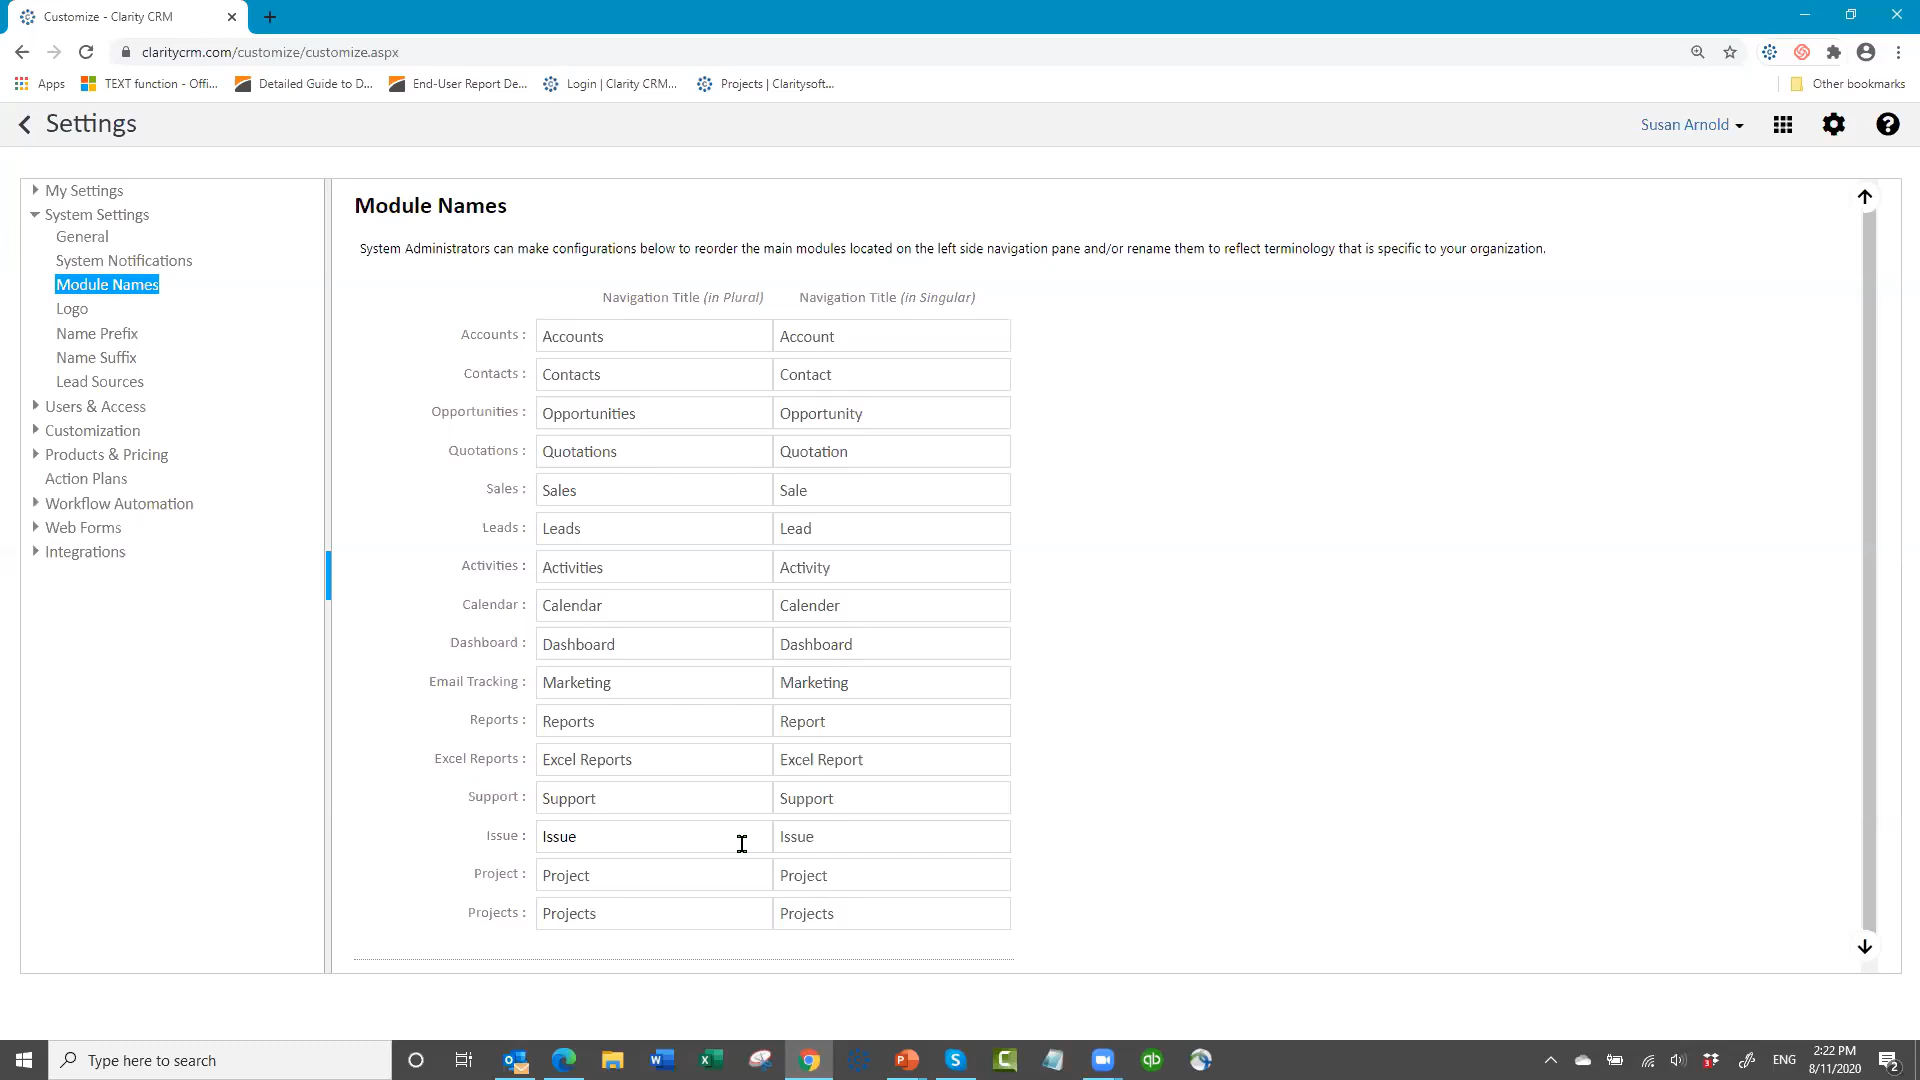 Customize - Clarity CRM
claritycrm.com/customize/customize.aspx
Apps TEXT function - Offi... Detailed Guide to D... End-User Report De... Login | Clarity CRM... Projects | Claritysoft... Other bookmarks
Settings
Susan Arnold
My Settings
System Settings
General
System Notifications
Module Names
Logo
Name Prefix
Name Suffix
Lead Sources
Users & Access
Customization
Products & Pricing
Action Plans
Workflow Automation
Web Forms
Integrations
Module Names
System Administrators can make configurations below to reorder the main modules located on the left side navigation pane and/or rename them to reflect terminology that is specific to your organization.
Navigation Title (in Plural) Navigation Title (in Singular)
Accounts : Accounts Account
Contacts : Contacts Contact
Opportunities : Opportunities Opportunity
Quotations : Quotations Quotation
Sales : Sales Sale
Leads : Leads Lead
Activities : Activities Activity
Calendar : Calendar Calender
Dashboard : Dashboard Dashboard
Email Tracking : Marketing Marketing
Reports : Reports Report
Excel Reports : Excel Reports Excel Report
Support : Support Support
Issue : Issue Issue
Project : Project Project
Projects : Projects Projects
Type here to search
ENG
2:22 PM
8/11/2020
2